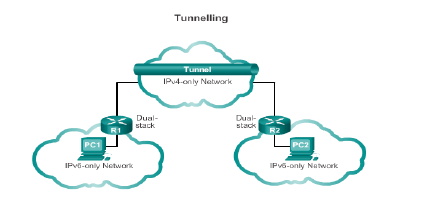 Tunnelling
Tunnel
IPv4-only Network
Dual-
stack
R1
PC1
IPv6-only Network
Dual-
stack
R2
PC2
IPv6-only Network